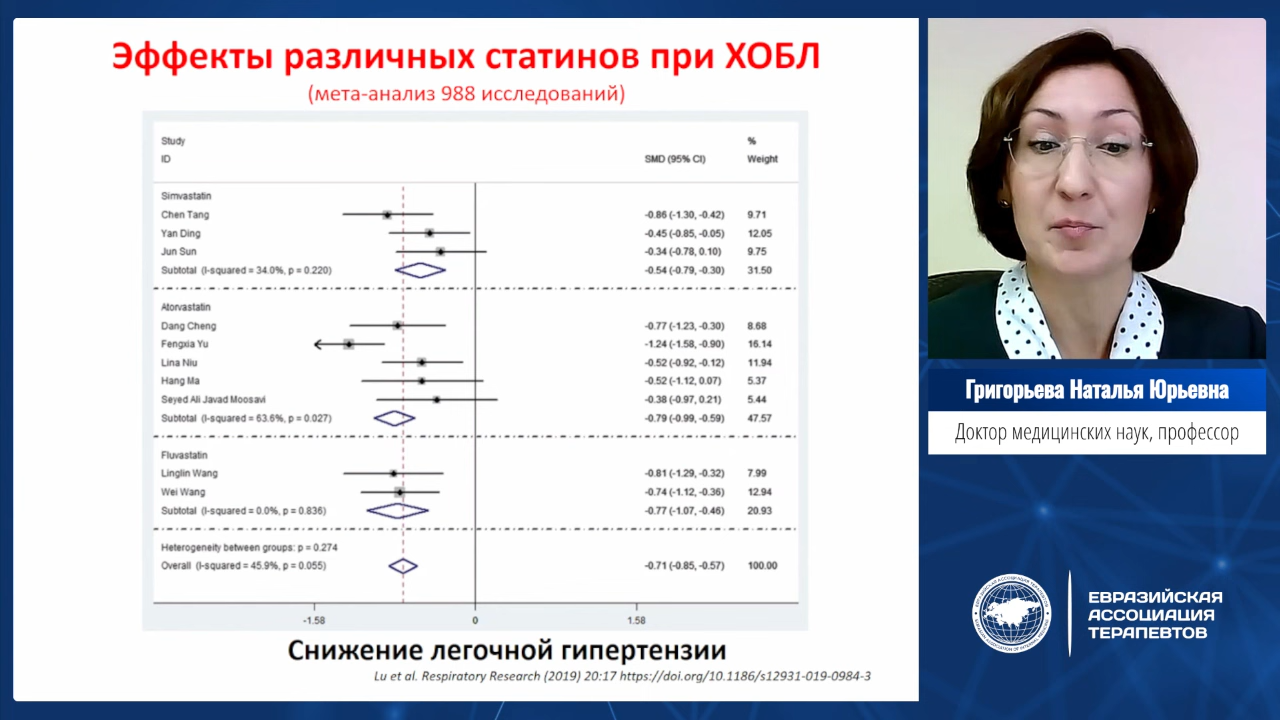 Эффекты различных статинов при ХОБЛ
(мета-анализ 988 исследований)
Study %
ID SMD (95% CI) Weight
Simvastatin
Chen Tang -0.86 (-1.30, -0.42) 9.71
Yan Ding -0.45 (-0.85, -0.05) 12.05
Jun Sun -0.34 (-0.78, 0.10) 9.75
Subtotal (I-squared = 34.0%, p = 0.220) -0.54 (-0.79, -0.30) 31.50
Atorvastatin
Dang Cheng -0.77 (-1.23, -0.30) 8.68
Fengxia Yu -1.24 (-1.58, -0.90) 16.14
Lina Niu -0.52 (-0.92, -0.12) 11.94
Hang Ma -0.52 (-1.12, 0.07) 5.37
Seyed Ali Javad Moosavi -0.38 (-0.97, 0.21) 5.44
Subtotal (I-squared = 63.6%, p = 0.027) -0.79 (-0.99, -0.59) 47.57
Fluvastatin
Linglin Wang -0.81 (-1.29, -0.32) 7.99
Wei Wang -0.74 (-1.12, -0.36) 12.94
Subtotal (I-squared = 0.0%, p = 0.836) -0.77 (-1.07, -0.46) 20.93
Heterogeneity between groups: p = 0.274
Overall (I-squared = 45.9%, p = 0.055) -0.71 (-0.85, -0.57) 100.00
-1.58 0 1.58
Снижение легочной гипертензии
Lu et al. Respiratory Research (2019) 20:17 https://doi.org/10.1186/s12931-019-0984-3
Григорьева Наталья Юрьевна
Доктор медицинских наук, профессор
ЕВРАЗИЙСКАЯ
АССОЦИАЦИЯ
ТЕРАПЕВТОВ